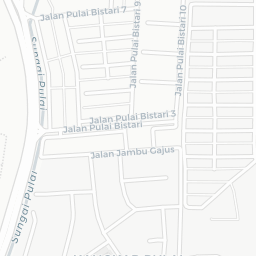 Jalan Pulai Bistari 7
Jalan Pulai Bistari 9
Jalan Pulai Bistari 10
Sungai Pulai
Jalan Pulai Bistari 3
Jalan Pulai Bistari
Jalan Jambu Gajus
Sungai Pulai